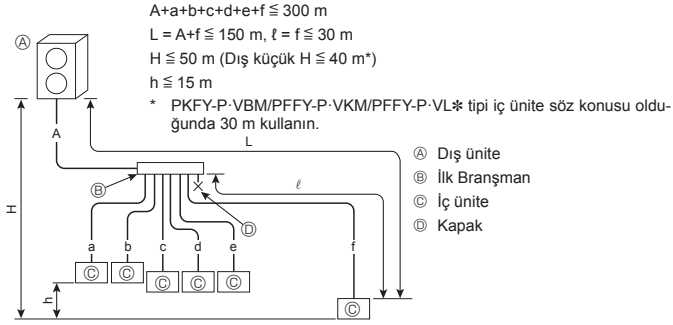 A+a+b+c+d+e+f ≦ 300 m
L = A+f ≦ 150 m, ℓ = f ≦ 30 m
H ≦ 50 m (Dış küçük H ≦ 40 m*)
h ≦ 15 m
* PKFY-P·VBM/PFFY-P·VKM/PFFY-P·VL✻ tipi iç ünite söz konusu oldu-
ğunda 30 m kullanın.
Ⓐ
A
L
Ⓐ Dış ünite
Ⓑ İlk Branşman
Ⓒ İç ünite
Ⓓ Kapak
Ⓑ
ℓ
Ⓓ
H
a b c d e f
Ⓒ Ⓒ Ⓒ Ⓒ Ⓒ
h
Ⓒ